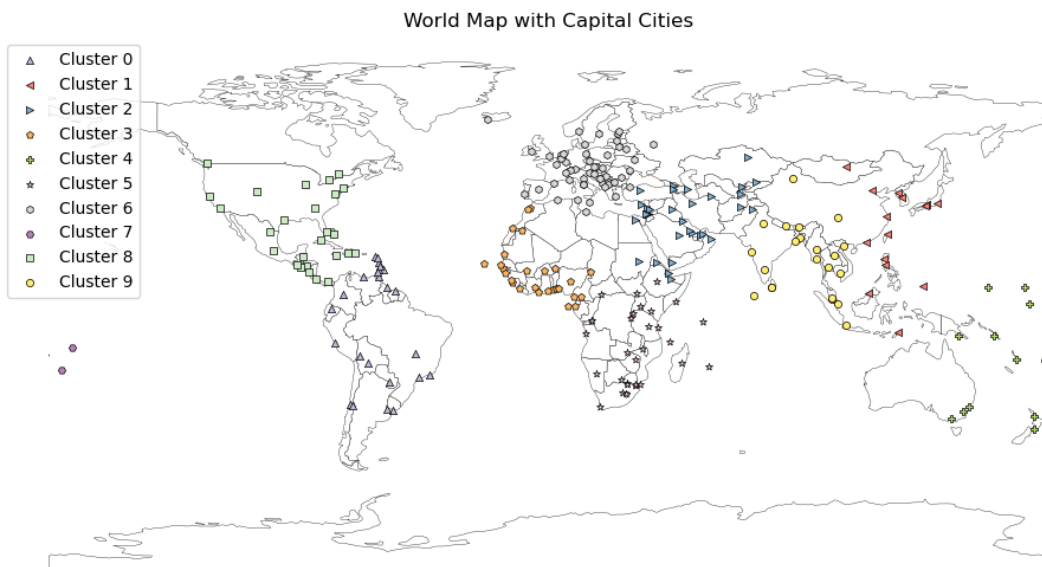 World Map with Capital Cities
Cluster 0
Cluster 1
Cluster 2
Cluster 3
Cluster 4
Cluster 5
Cluster 6
Cluster 7
Cluster 8
Cluster 9